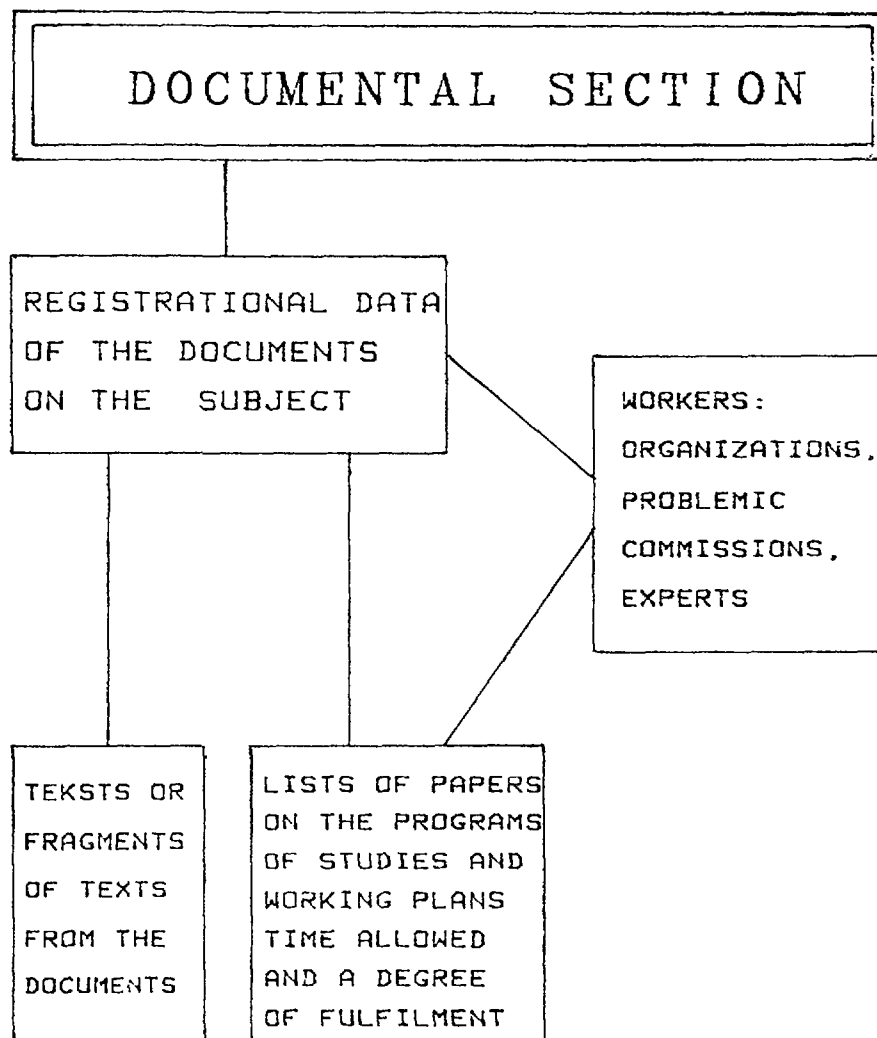 DOCUMENTAL SECTION
REGISTRATIONAL DATA
OF THE DOCUMENTS
ON THE SUBJECT
WORKERS:
ORGANIZATIONS,
PROBLEMIC
COMMISSIONS,
EXPERTS
TEKSTS OR
FRAGMENTS
OF TEXTS
FROM THE
DOCUMENTS
LISTS OF PAPERS
ON THE PROGRAMS
OF STUDIES AND
WORKING PLANS
TIME ALLOWED
AND A DEGREE
OF FULFILMENT